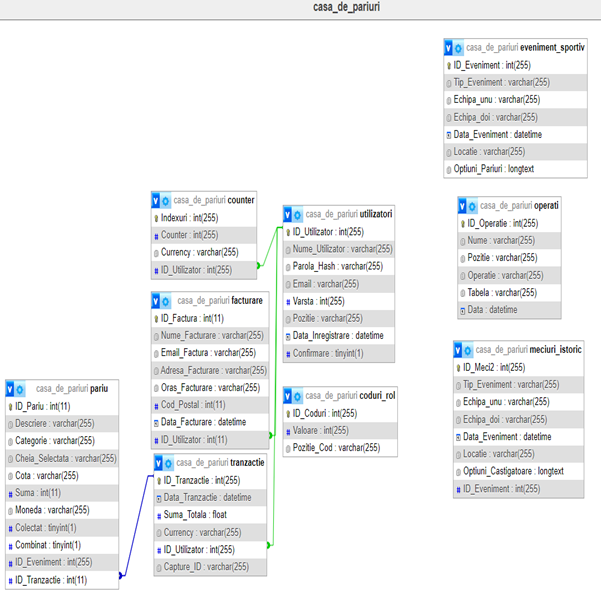 casa_de_pariuri
casa_de_pariuri eveniment_sportiv
ID_Eveniment : int(255)
Tip_Eveniment : varchar(255)
Echipa_unu : varchar(255)
Echipa_doi : varchar(255)
Data_Eveniment : datetime
Locatie : varchar(255)
Optiuni_Pariuri : longtext
casa_de_pariuri counter
Indexuri : int(255)
Counter : int(255)
Currency : varchar(255)
ID_Utilizator : int(255)
casa_de_pariuri utilizatori
ID_Utilizator : int(255)
Nume_Utilizator : varchar(255)
Parola_Hash : varchar(255)
Email : varchar(255)
Varsta : int(255)
Pozitie : varchar(255)
Data_Inregistrare : datetime
Confirmare : tinyint(1)
casa_de_pariuri operati
ID_Operatie : int(255)
Nume : varchar(255)
Pozitie : varchar(255)
Operatie : varchar(255)
Tabela : varchar(255)
Data : datetime
casa_de_pariuri facturare
ID_Factura : int(11)
Nume_Facturare : varchar(255)
Email_Factura : varchar(255)
Adresa_Facturare : varchar(255)
Oras_Facturare : varchar(255)
Cod_Postal : int(11)
Data_Facturare : datetime
ID_Utilizator : int(11)
casa_de_pariuri meciuri_istoric
ID_Meci2 : int(255)
Tip_Eveniment : varchar(255)
Echipa_unu : varchar(255)
Echipa_doi : varchar(255)
Data_Eveniment : datetime
Locatie : varchar(255)
Optiuni_Castigatoare : longtext
ID_Eveniment : int(255)
casa_de_pariuri pariu
ID_Pariu : int(11)
Descriere : varchar(255)
Categorie : varchar(255)
Cheia_Selectata : varchar(255)
Cota : varchar(255)
Suma : int(11)
Moneda : varchar(255)
Colectat : tinyint(1)
Combinat : tinyint(1)
ID_Eveniment : int(255)
ID_Tranzactie : int(11)
casa_de_pariuri coduri_rol
ID_Coduri : int(255)
Valoare : int(255)
Pozitie_Cod : varchar(255)
casa_de_pariuri tranzactie
ID_Tranzactie : int(255)
Data_Tranzactie : datetime
Suma_Totala : float
Currency : varchar(255)
ID_Utilizator : int(255)
Capture_ID : varchar(255)